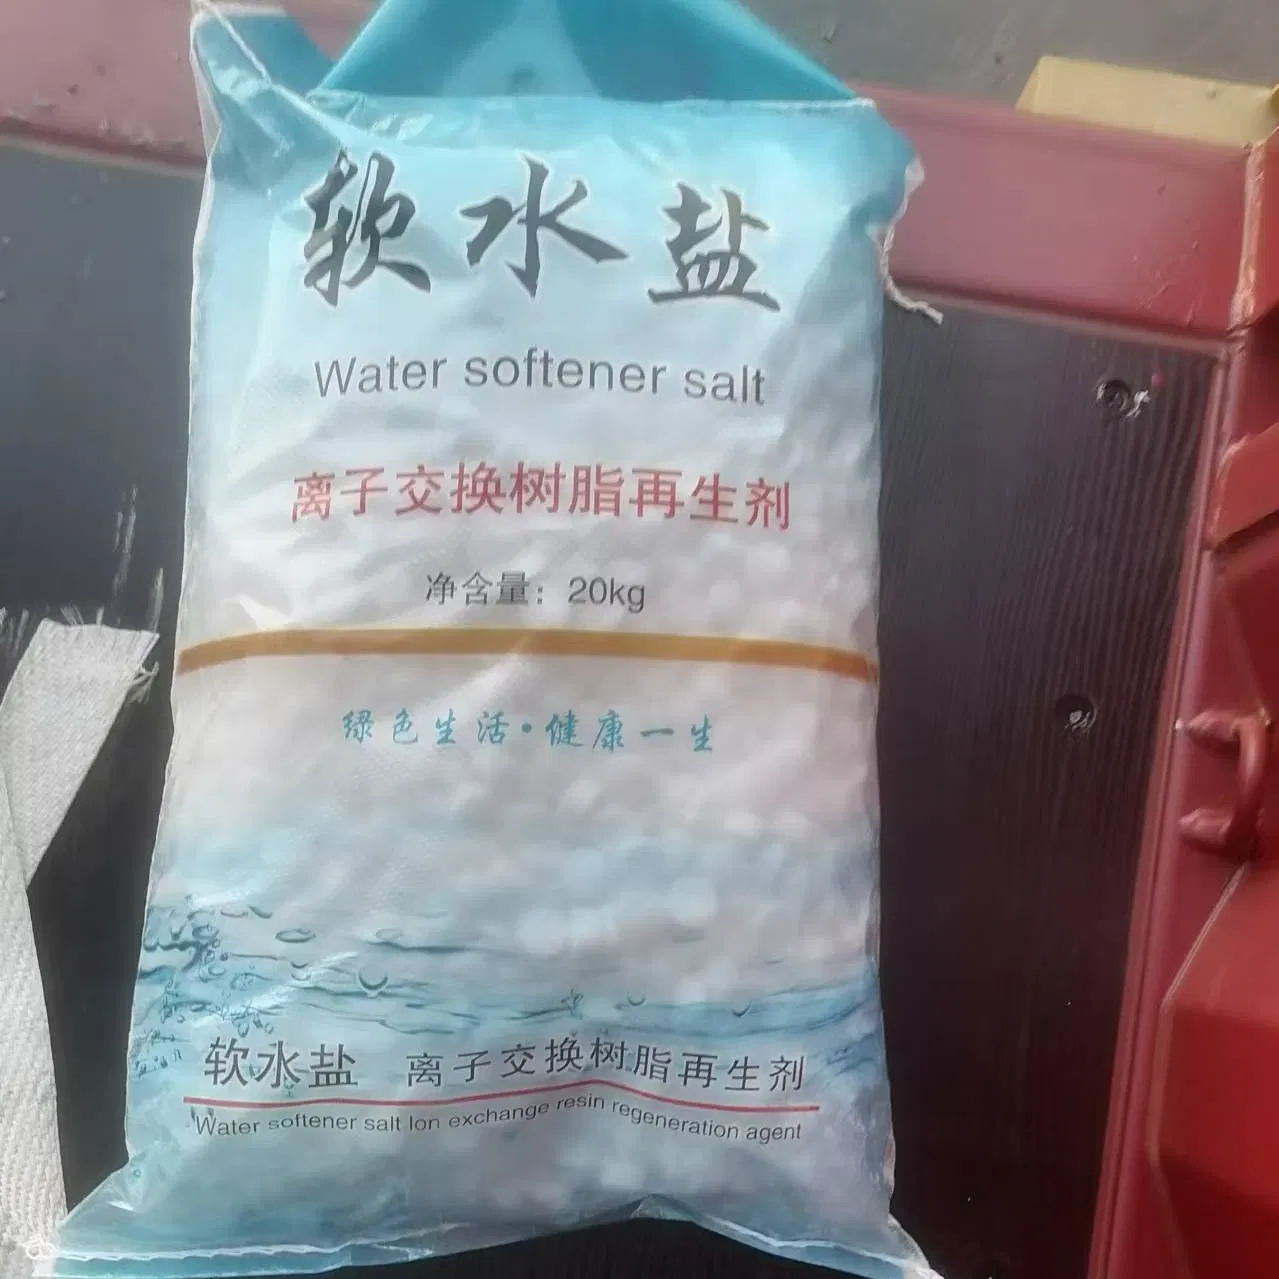 软水盐
Water softener salt
离子交换树脂再生剂
净含量：20kg
绿色生活·健康一生
软水盐 离子交换树脂再生剂
Water softener salt Ion exchange resin regeneration agent